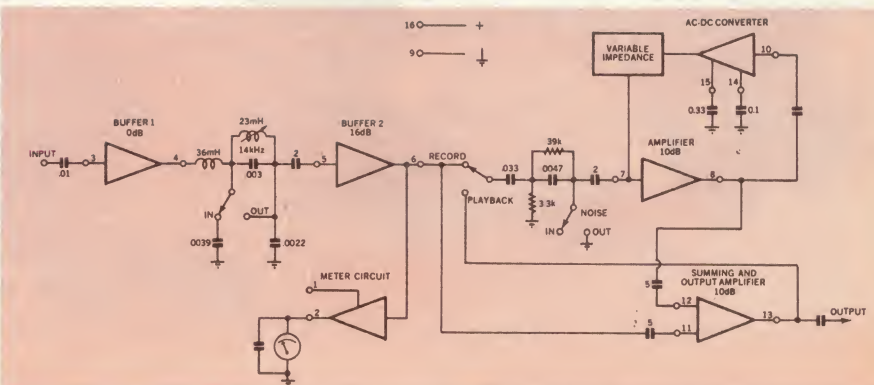 16 +
9
AC-DC CONVERTER
VARIABLE
IMPEDANCE
10
15
14
0.33
0.1
BUFFER 1
0dB
23mH
14kHz
BUFFER 2
16dB
39k
AMPLIFIER
10dB
INPUT
.01
3
4
36mH
.003
2
5
6
RECORD
.033
.0047
2
7
8
PLAYBACK
3.3k
NOISE
IN
OUT
IN
OUT
.0039
.0022
METER CIRCUIT
1
2
SUMMING AND
OUTPUT AMPLIFIER
10dB
5
12
5
11
13
OUTPUT